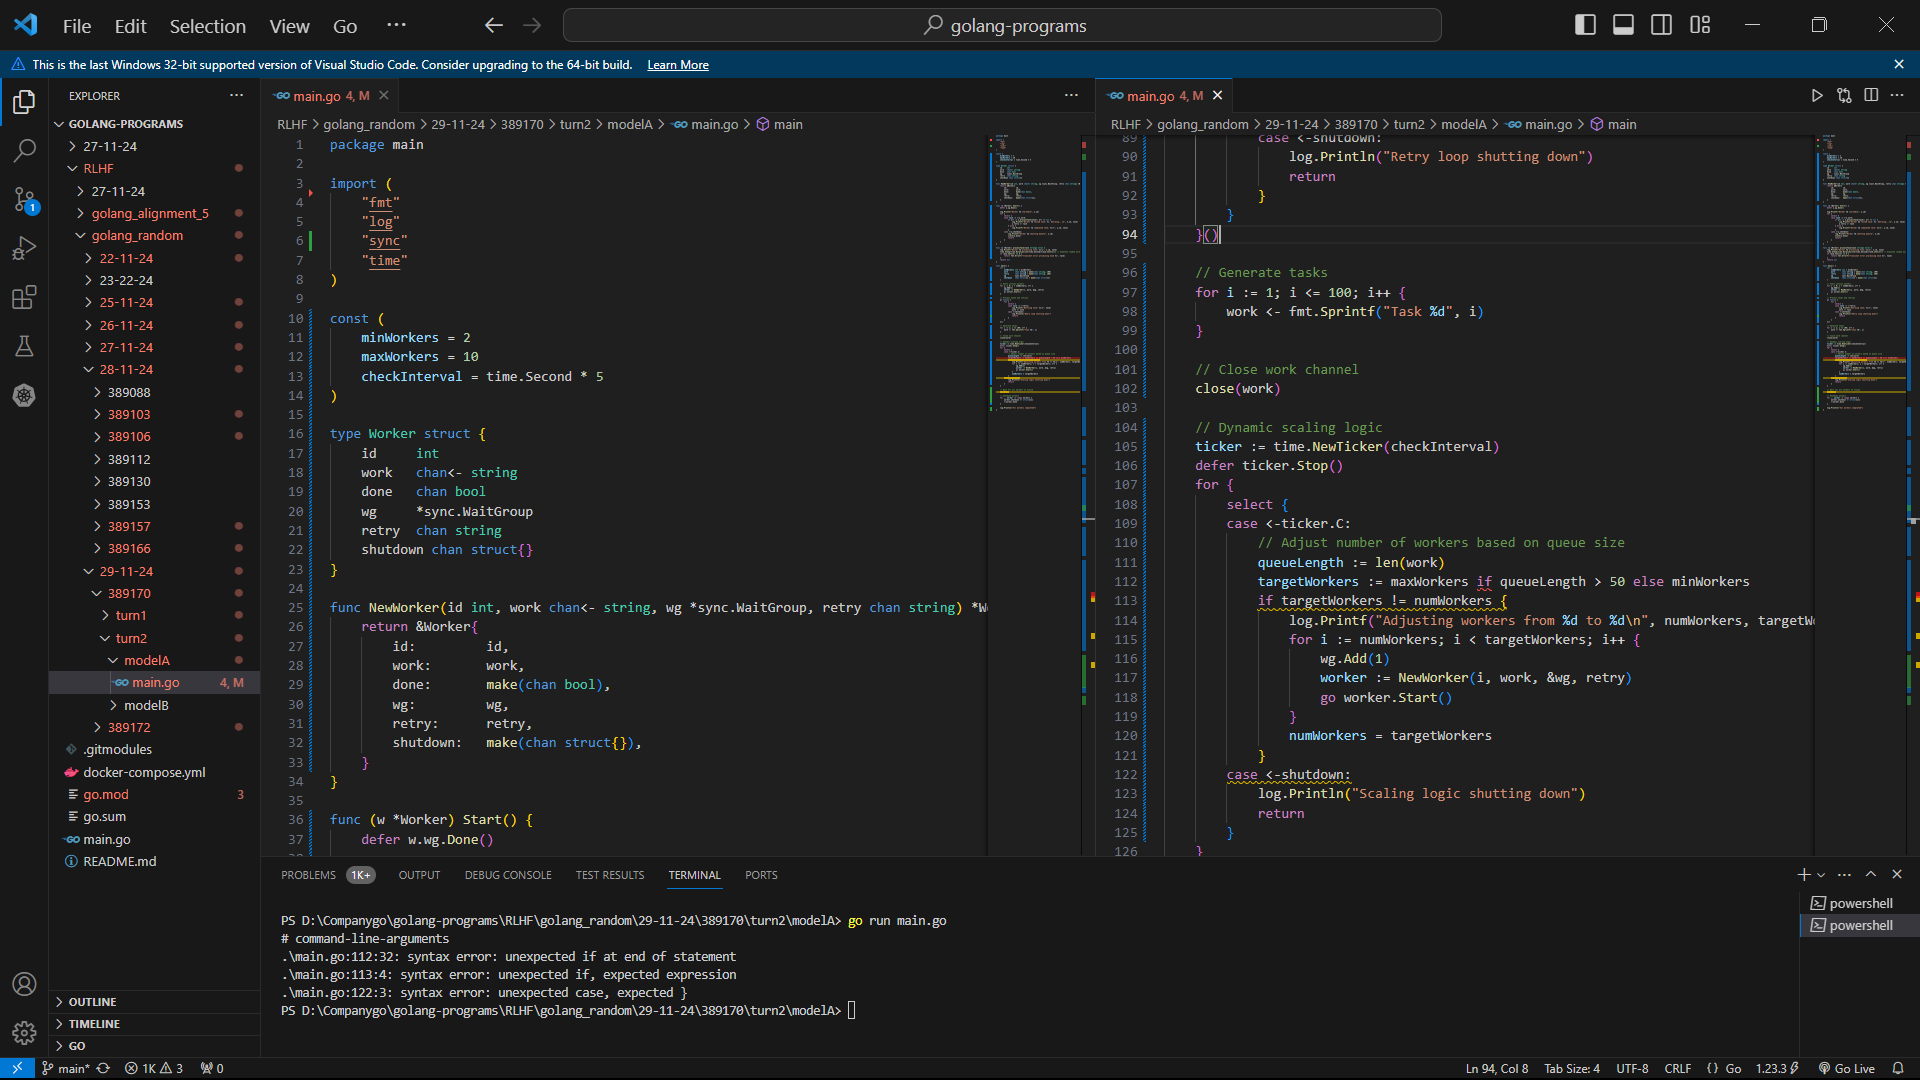 File Edit Selection View Go ··· golang-programs
This is the last Windows 32-bit supported version of Visual Studio Code. Consider upgrading to the 64-bit build. Learn More
EXPLORER
GOLANG-PROGRAMS
27-11-24
RLHF
27-11-24
golang_alignment_5
golang_random
22-11-24
23-22-24
25-11-24
26-11-24
27-11-24
28-11-24
389088
389103
389106
389112
389130
389153
389157
389166
29-11-24
389170
turn1
turn2
modelA
main.go 4, M
modelB
389172
.gitmodules
docker-compose.yml
go.mod 3
go.sum
main.go
README.md
OUTLINE
TIMELINE
GO
main.go 4, M
RLHF > golang_random > 29-11-24 > 389170 > turn2 > modelA > main.go > main
1 package main
2
3 import (
4 "fmt"
5 "log"
6 "sync"
7 "time"
8 )
9
10 const (
11 minWorkers = 2
12 maxWorkers = 10
13 checkInterval = time.Second * 5
14 )
15
16 type Worker struct {
17 id int
18 work chan<- string
19 done chan bool
20 wg *sync.WaitGroup
21 retry chan string
22 shutdown chan struct{}
23 }
24
25 func NewWorker(id int, work chan<- string, wg *sync.WaitGroup, retry chan string) *W
26 return &Worker{
27 id: id,
28 work: work,
29 done: make(chan bool),
30 wg: wg,
31 retry: retry,
32 shutdown: make(chan struct{}),
33 }
34 }
35
36 func (w *Worker) Start() {
37 defer w.wg.Done()
main.go 4, M
RLHF > golang_random > 29-11-24 > 389170 > turn2 > modelA > main.go > main
89 case <-shutdown:
90 log.Println("Retry loop shutting down")
91 return
92 }
93 }
94 }()
95
96 // Generate tasks
97 for i := 1; i <= 100; i++ {
98 work <- fmt.Sprintf("Task %d", i)
99 }
100
101 // Close work channel
102 close(work)
103
104 // Dynamic scaling logic
105 ticker := time.NewTicker(checkInterval)
106 defer ticker.Stop()
107 for {
108 select {
109 case <-ticker.C:
110 // Adjust number of workers based on queue size
111 queueLength := len(work)
112 targetWorkers := maxWorkers if queueLength > 50 else minWorkers
113 if targetWorkers != numWorkers {
114 log.Printf("Adjusting workers from %d to %d\n", numWorkers, targetW
115 for i := numWorkers; i < targetWorkers; i++ {
116 wg.Add(1)
117 worker := NewWorker(i, work, &wg, retry)
118 go worker.Start()
119 }
120 numWorkers = targetWorkers
121 }
122 case <-shutdown:
123 log.Println("Scaling logic shutting down")
124 return
125 }
126 }
PROBLEMS 1K+ OUTPUT DEBUG CONSOLE TEST RESULTS TERMINAL PORTS
PS D:\Companygo\golang-programs\RLHF\golang_random\29-11-24\389170\turn2\modelA> go run main.go
# command-line-arguments
.\main.go:112:32: syntax error: unexpected if at end of statement
.\main.go:113:4: syntax error: unexpected if, expected expression
.\main.go:122:3: syntax error: unexpected case, expected }
PS D:\Companygo\golang-programs\RLHF\golang_random\29-11-24\389170\turn2\modelA>
powershell
powershell
main* 1K 3 0 Ln 94, Col 8 Tab Size: 4 UTF-8 CRLF {} Go 1.23.3 Go Live